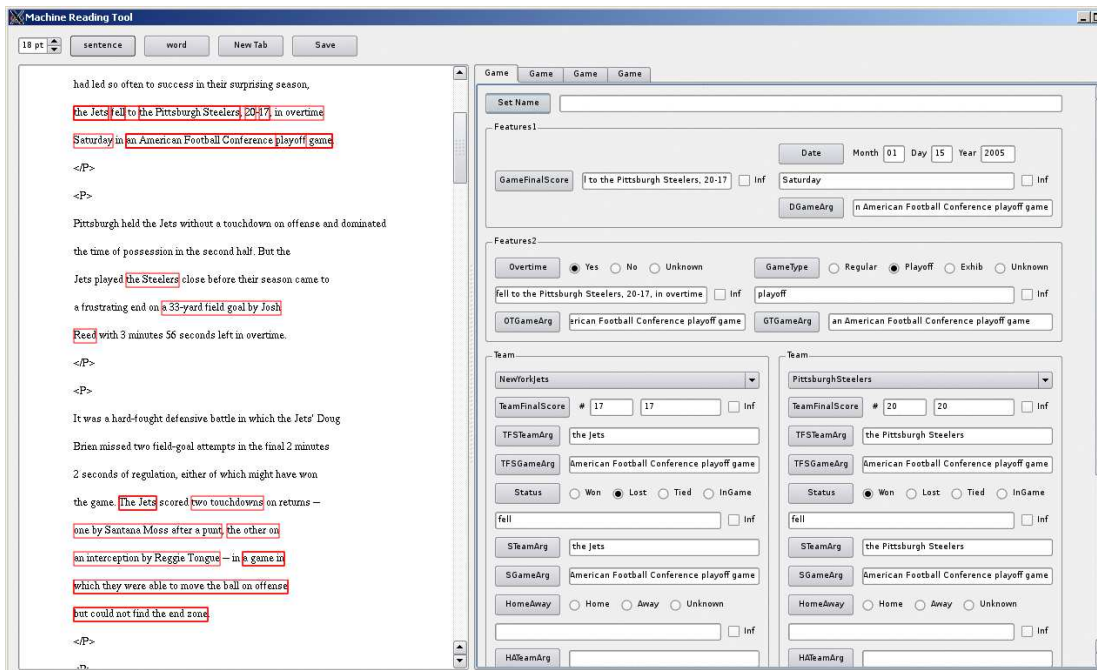 Machine Reading Tool
18 pt sentence word New Tab Save
had led so often to success in their surprising season,
the Jets fell to the Pittsburgh Steelers, 20-17, in overtime
Saturday in an American Football Conference playoff game.
</P>
<P>
Pittsburgh held the Jets without a touchdown on offense and dominated
the time of possession in the second half. But the
Jets played the Steelers close before their season came to
a frustrating end on a 33-yard field goal by Josh
Reed with 3 minutes 56 seconds left in overtime.
</P>
<P>
It was a hard-fought defensive battle in which the Jets' Doug
Brien missed two field-goal attempts in the final 2 minutes
2 seconds of regulation, either of which might have won
the game. The Jets scored two touchdowns on returns —
one by Santana Moss after a punt, the other on
an interception by Reggie Tongue — in a game in
which they were able to move the ball on offense
but could not find the end zone.
</P>
<P>
Game Game Game Game
Set Name
Features1
Date Month 01 Day 15 Year 2005
GameFinalScore l to the Pittsburgh Steelers, 20-17 Inf Saturday Inf
DGameArg n American Football Conference playoff game
Features2
Overtime Yes No Unknown GameType Regular Playoff Exhib Unknown
fell to the Pittsburgh Steelers, 20-17, in overtime Inf playoff Inf
OTGameArg erican Football Conference playoff game GTGameArg an American Football Conference playoff game
Team
NewYorkJets
TeamFinalScore # 17 17 Inf
TFSTeamArg the Jets
TFSGameArg American Football Conference playoff game
Status Won Lost Tied InGame
fell Inf
STeamArg the Jets
SGameArg American Football Conference playoff game
HomeAway Home Away Unknown
Inf
HATeamArg
Team
PittsburghSteelers
TeamFinalScore # 20 20 Inf
TFSTeamArg the Pittsburgh Steelers
TFSGameArg American Football Conference playoff game
Status Won Lost Tied InGame
fell Inf
STeamArg the Pittsburgh Steelers
SGameArg American Football Conference playoff game
HomeAway Home Away Unknown
Inf
HATeamArg